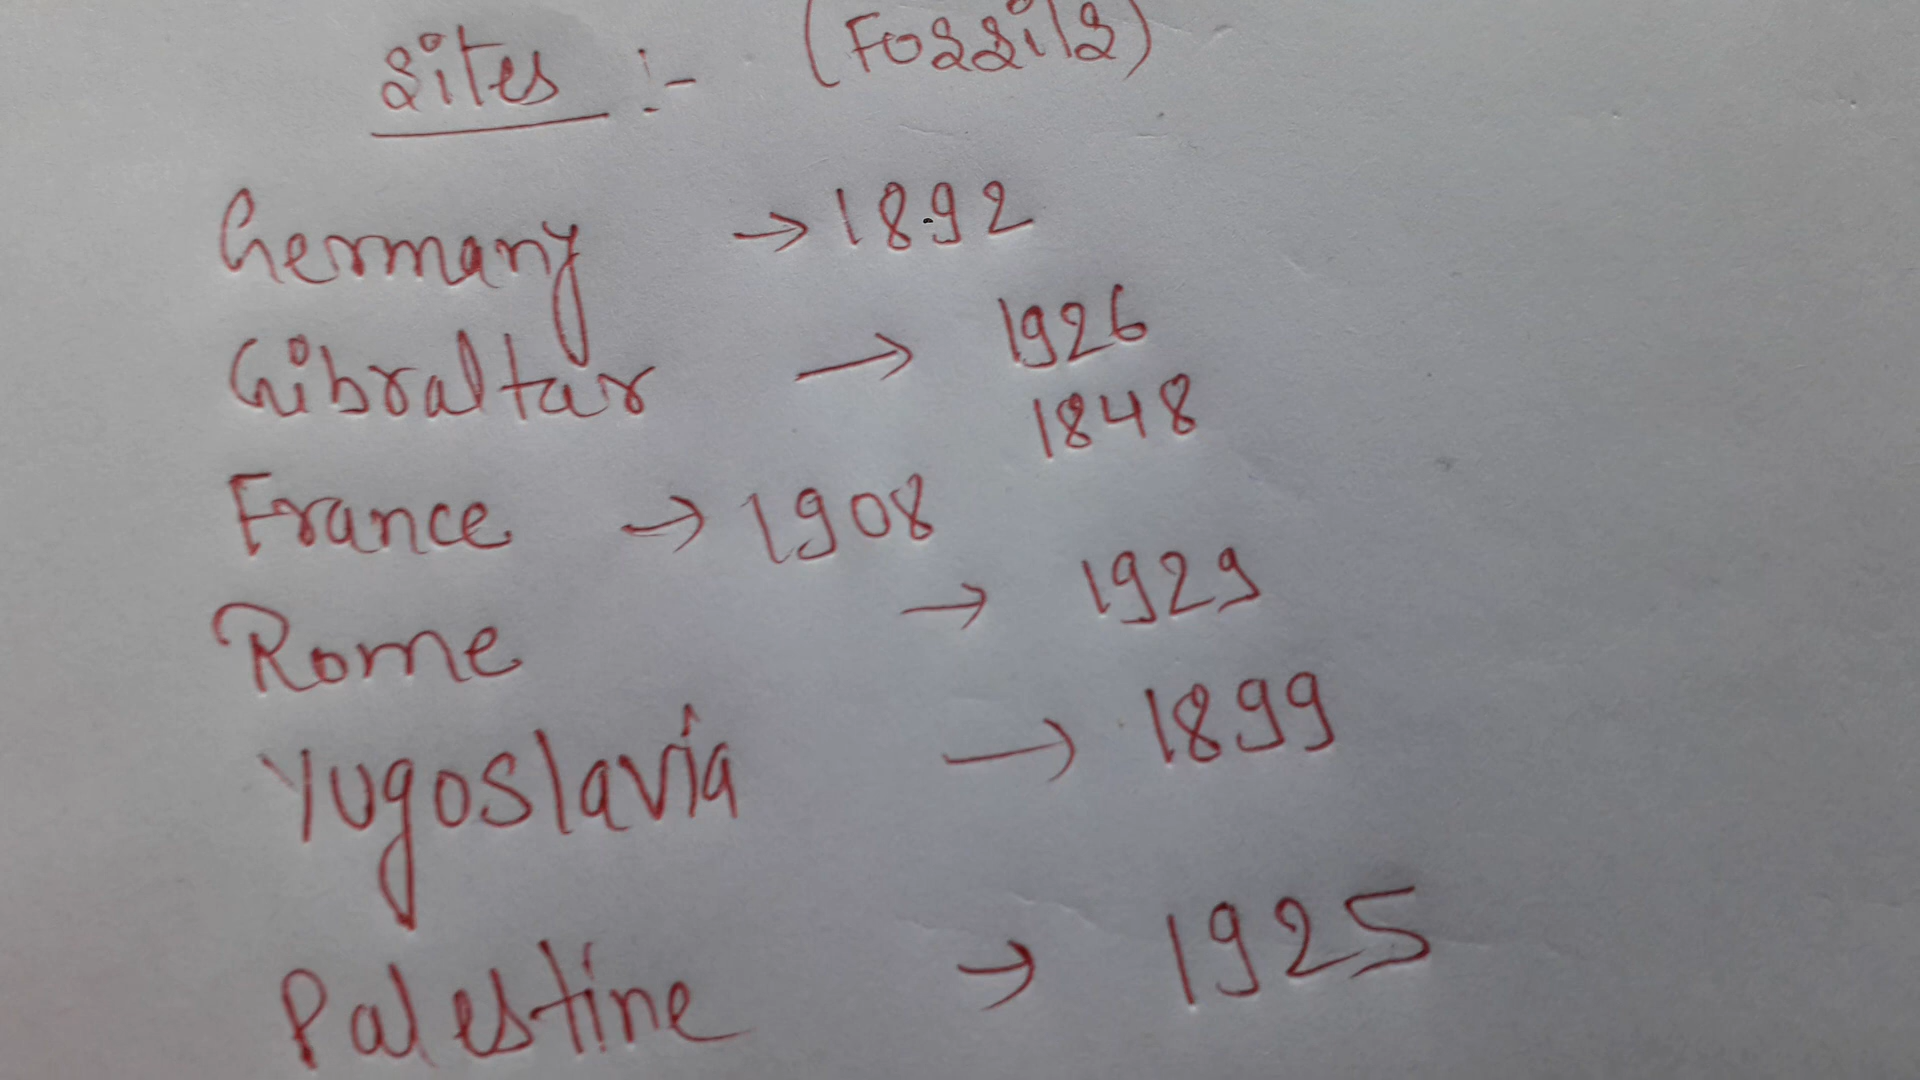 Sites :- (Fossils)
Germany → 1892
Gibraltar → 1926
1848
France → 1908
Rome → 1929
Yugoslavia → 1899
Palestine → 1925